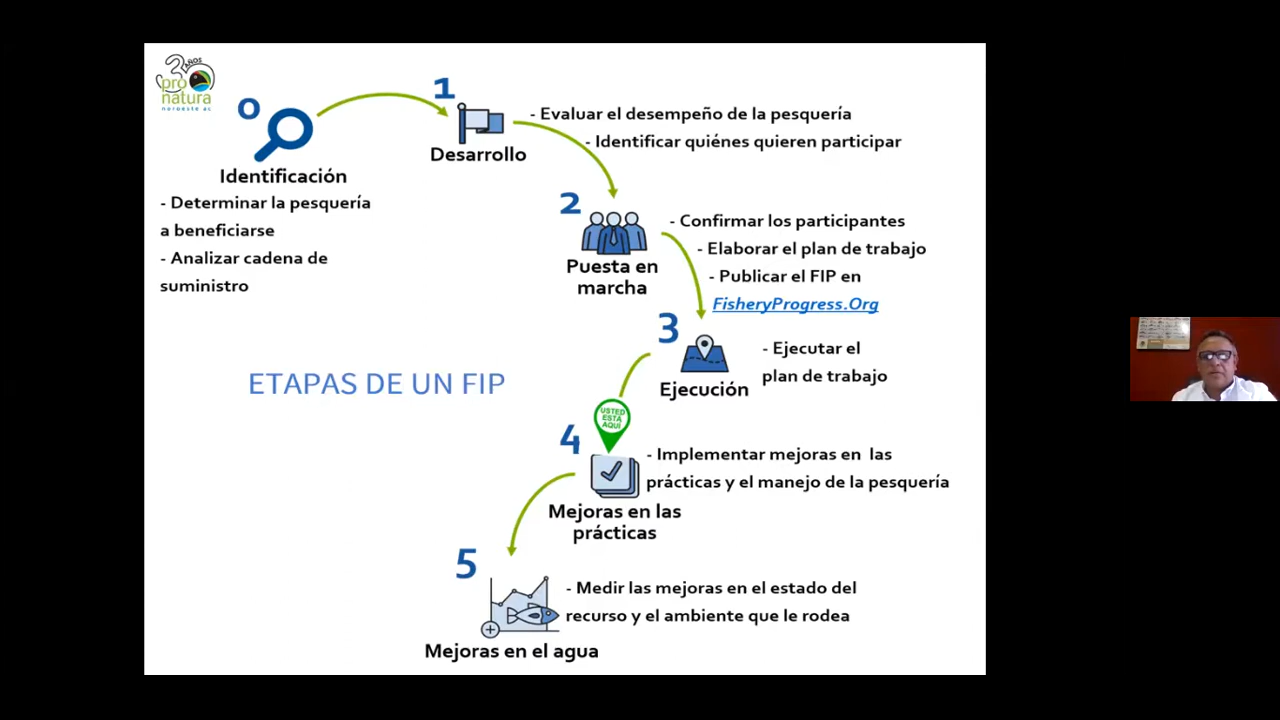 30 AÑOS
pro
natura
noroeste ac
0
Identificación
- Determinar la pesquería
a beneficiarse
- Analizar cadena de
suministro
1
Desarrollo
- Evaluar el desempeño de la pesquería
- Identificar quiénes quieren participar
2
Puesta en
marcha
- Confirmar los participantes
- Elaborar el plan de trabajo
- Publicar el FIP en
FisheryProgress.Org
3
Ejecución
- Ejecutar el
plan de trabajo
ETAPAS DE UN FIP
USTED
ESTA
AQUÍ
4
Mejoras en las
prácticas
- Implementar mejoras en las
prácticas y el manejo de la pesquería
5
Mejoras en el agua
- Medir las mejoras en el estado del
recurso y el ambiente que le rodea